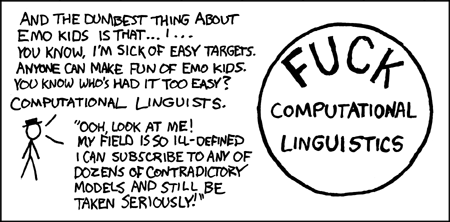 AND THE DUMBEST THING ABOUT
EMO KIDS IS THAT... I...
YOU KNOW, I'M SICK OF EASY TARGETS.
ANYONE CAN MAKE FUN OF EMO KIDS.
YOU KNOW WHO'S HAD IT TOO EASY?
COMPUTATIONAL LINGUISTS.
"OOH, LOOK AT ME!
MY FIELD IS SO ILL-DEFINED
I CAN SUBSCRIBE TO ANY OF
DOZENS OF CONTRADICTORY
MODELS AND STILL BE
TAKEN SERIOUSLY!"
FUCK
COMPUTATIONAL
LINGUISTICS